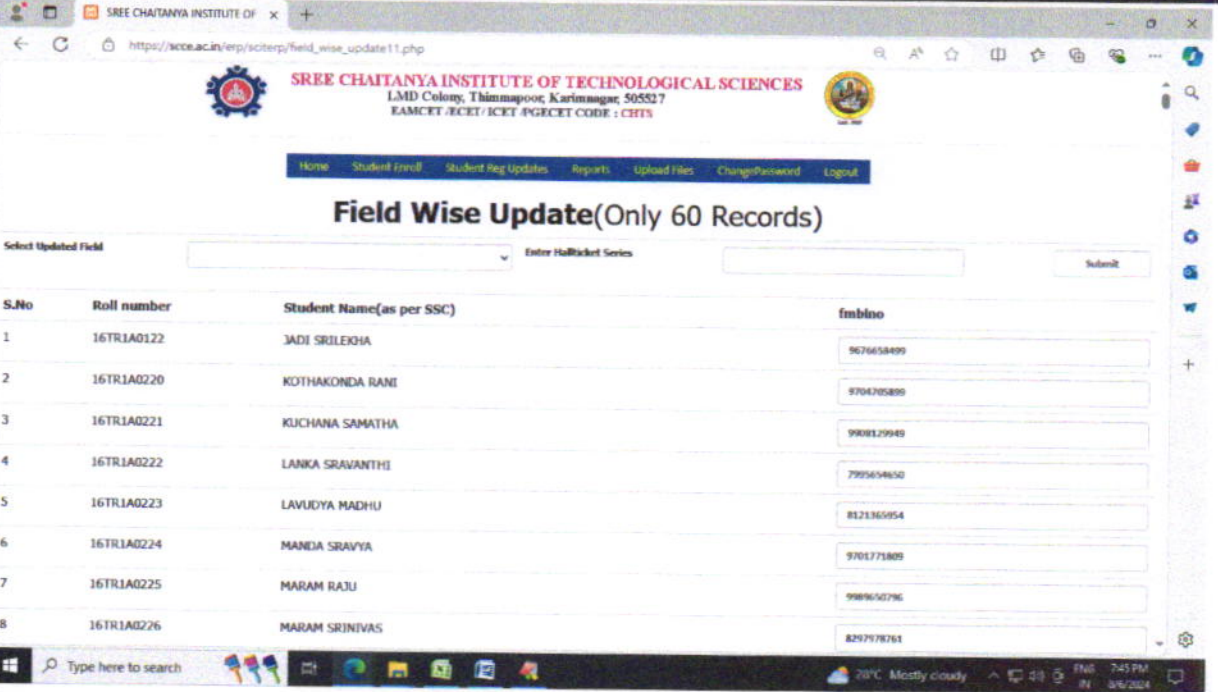 SREE CHAITANYA INSTITUTE OF
https://scce.ac.in/erp/sciterp/field_wise_update11.php
SREE CHAITANYA INSTITUTE OF TECHNOLOGICAL SCIENCES
LMD Colony, Thimmapoor, Karimnagar, 505527
EAMCET /ECET/ ICET /PGECET CODE : CHTS
Home Student Enroll Student Reg Updates Reports Upload Files ChangePassword Logout
Field Wise Update(Only 60 Records)
Select Updated Field Enter Hallticket Series Submit
S.No Roll number Student Name(as per SSC) fmblno
1 16TR1A0122 JADI SRILEKHA 9676658499
2 16TR1A0220 KOTHAKONDA RANI 9704705899
3 16TR1A0221 KUCHANA SAMATHA 9908129949
4 16TR1A0222 LANKA SRAVANTHI 7995654650
5 16TR1A0223 LAVUDYA MADHU 8121365954
6 16TR1A0224 MANDA SRAVYA 9701771809
7 16TR1A0225 MARAM RAJU 9989650796
8 16TR1A0226 MARAM SRINIVAS 8297978761
Type here to search 28°C Mostly cloudy ENG 7:45 PM
IN 8/6/2024